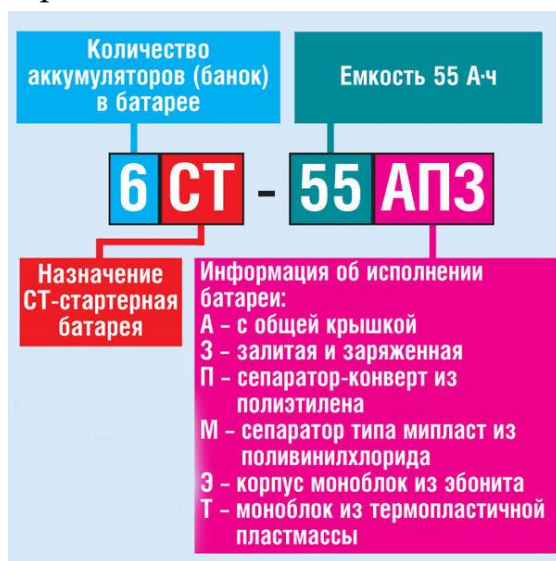 Количество
аккумуляторов (банок)
в батарее
Емкость 55 А·ч
6 СТ - 55 АПЗ
Назначение
СТ-стартерная
батарея
Информация об исполнении
батареи:
А – с общей крышкой
З – залитая и заряженная
П – сепаратор-конверт из
полиэтилена
М – сепаратор типа мипласт из
поливинилхлорида
Э – корпус моноблок из эбонита
Т – моноблок из термопластичной
пластмассы